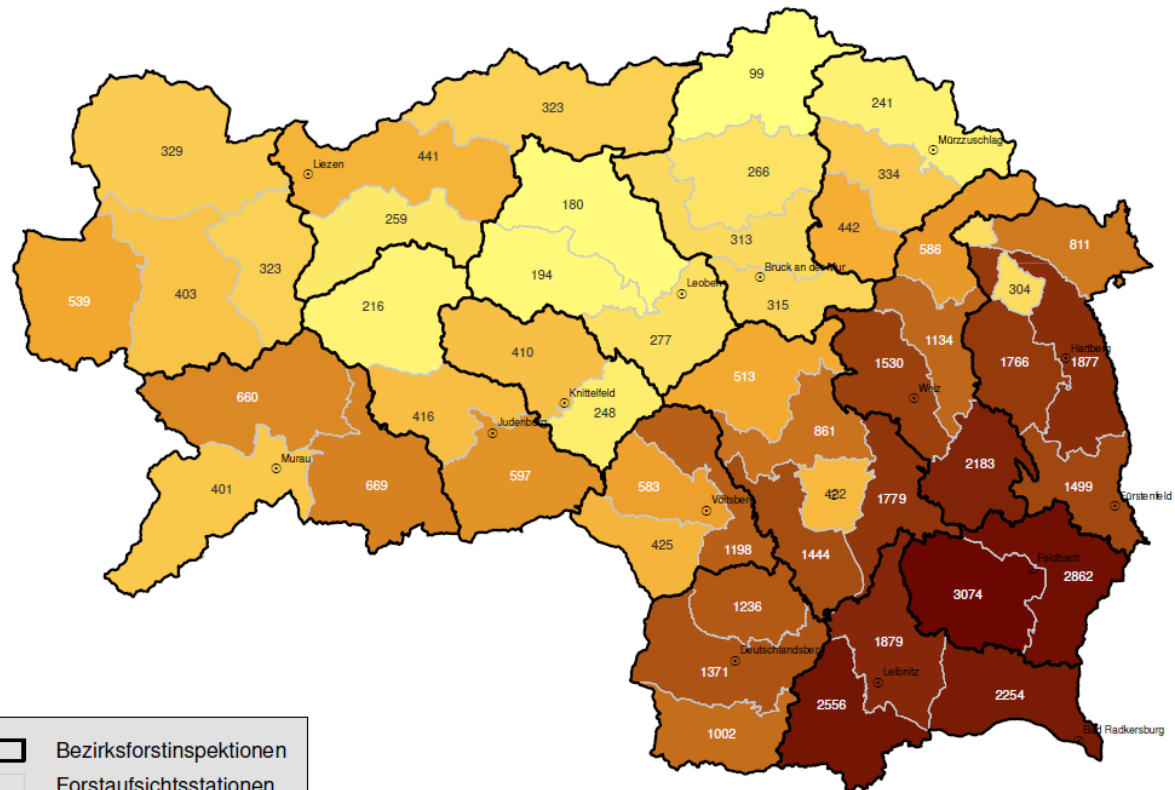 99
323
241
Mürzzuschlag
329
441
Liezen
266
334
180
259
442
313
586
811
539
403
323
194
Bruck an der Mur
Leoben
304
216
315
277
1134
410
1530
1766
Hartberg
1877
513
Weiz
660
Knittelfeld
248
416
Judenburg
861
Murau
401
669
597
583
Voitsberg
422
1779
2183
1499
Fürstenfeld
425
1198
1444
Feldbach
2862
3074
1236
1879
1371
Deutschlandsberg
Leibnitz
2556
2254
Bad Radkersburg
1002
Bezirksforstinspektionen
Forstaufsichtsstationen